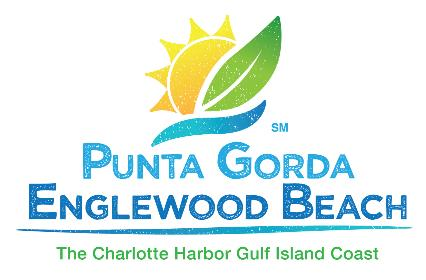 SM
PUNTA GORDA
ENGLEWOOD BEACH
The Charlotte Harbor Gulf Island Coast